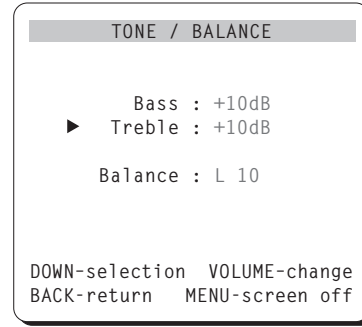 TONE / BALANCE
Bass : +10dB
▶ Treble : +10dB
Balance : L 10
DOWN-selection VOLUME-change
BACK-return MENU-screen off